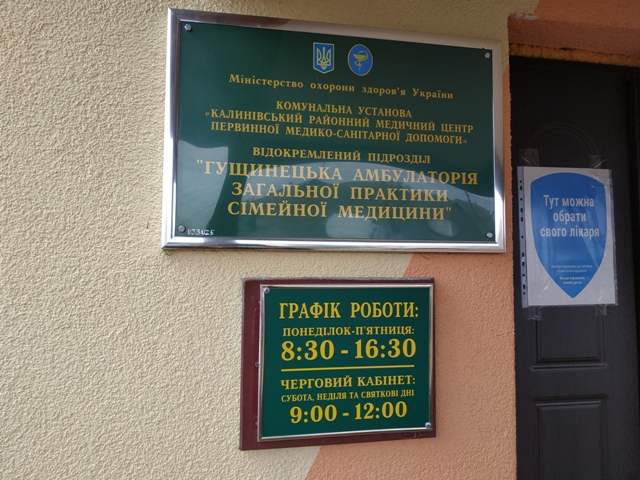 Міністерство охорони здоров'я України
КОМУНАЛЬНА УСТАНОВА
«КАЛИНІВСЬКИЙ РАЙОННИЙ МЕДИЧНИЙ ЦЕНТР
ПЕРВИННОЇ МЕДИКО-САНІТАРНОЇ ДОПОМОГИ»
ВІДОКРЕМЛЕНИЙ ПІДРОЗДІЛ
"ГУЩИНЕЦЬКА АМБУЛАТОРІЯ
ЗАГАЛЬНОЇ ПРАКТИКИ
СІМЕЙНОЇ МЕДИЦИНИ"
ГРАФІК РОБОТИ:
ПОНЕДІЛОК-П'ЯТНИЦЯ:
8:30 - 16:30
ЧЕРГОВИЙ КАБІНЕТ:
СУБОТА, НЕДІЛЯ ТА СВЯТКОВІ ДНІ
9:00 - 12:00
Тут можна
обрати
свого лікаря